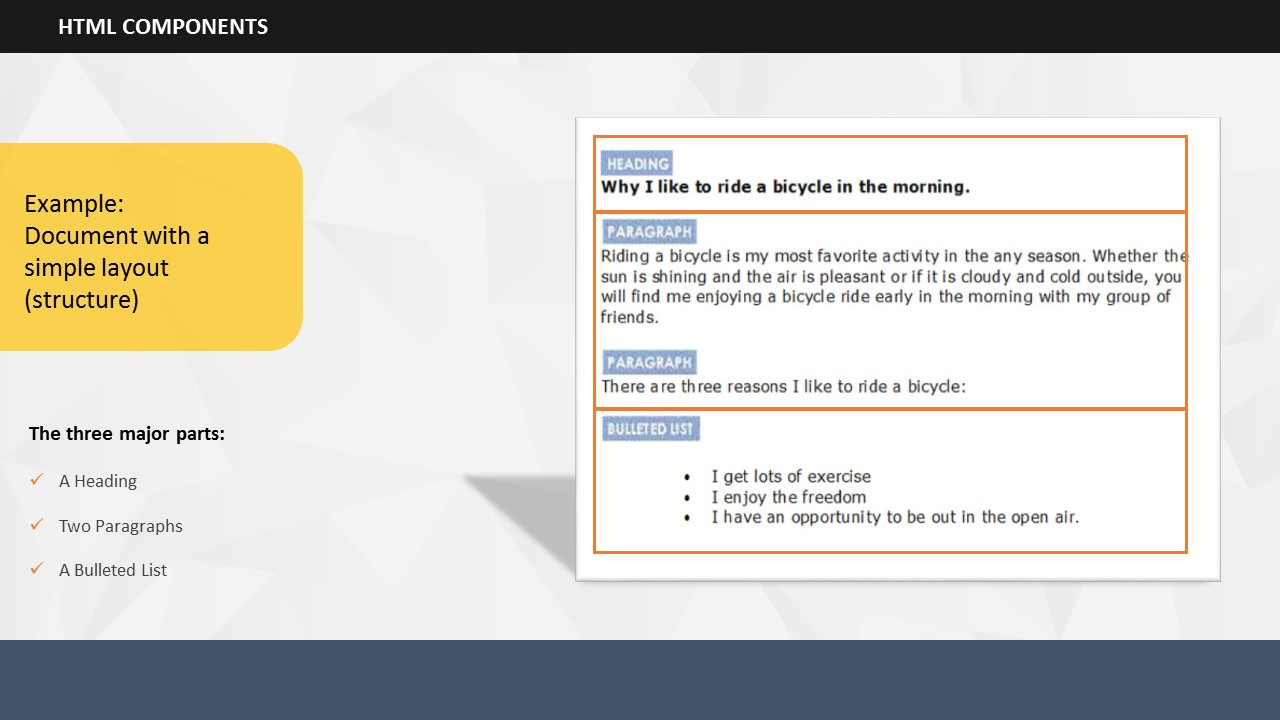 HTML COMPONENTS
Example:
Document with a
simple layout
(structure)
The three major parts:
✓ A Heading
✓ Two Paragraphs
✓ A Bulleted List
HEADING
Why I like to ride a bicycle in the morning.
PARAGRAPH
Riding a bicycle is my most favorite activity in the any season. Whether the
sun is shining and the air is pleasant or if it is cloudy and cold outside, you
will find me enjoying a bicycle ride early in the morning with my group of
friends.
PARAGRAPH
There are three reasons I like to ride a bicycle:
BULLETED LIST
• I get lots of exercise
• I enjoy the freedom
• I have an opportunity to be out in the open air.